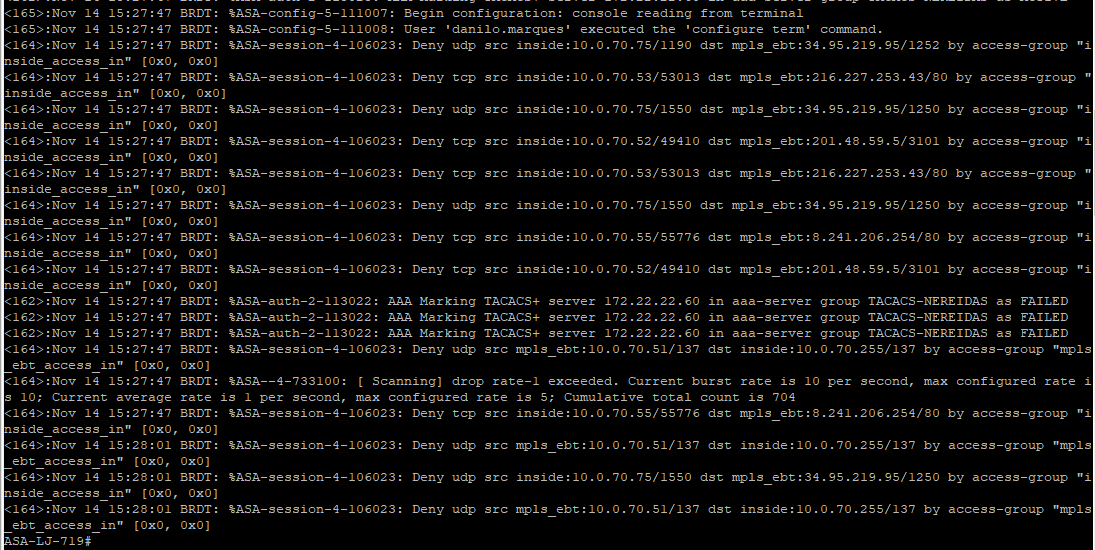 <165>:Nov 14 15:27:47 BRDT: %ASA-config-5-111007: Begin configuration: console reading from terminal
<165>:Nov 14 15:27:47 BRDT: %ASA-config-5-111008: User 'danilo.marques' executed the 'configure term' command.
<164>:Nov 14 15:27:47 BRDT: %ASA-session-4-106023: Deny udp src inside:10.0.70.75/1190 dst mpls_ebt:34.95.219.95/1252 by access-group "i
nside_access_in" [0x0, 0x0]
<164>:Nov 14 15:27:47 BRDT: %ASA-session-4-106023: Deny tcp src inside:10.0.70.53/53013 dst mpls_ebt:216.227.253.43/80 by access-group "
inside_access_in" [0x0, 0x0]
<164>:Nov 14 15:27:47 BRDT: %ASA-session-4-106023: Deny udp src inside:10.0.70.75/1550 dst mpls_ebt:34.95.219.95/1250 by access-group "i
nside_access_in" [0x0, 0x0]
<164>:Nov 14 15:27:47 BRDT: %ASA-session-4-106023: Deny tcp src inside:10.0.70.52/49410 dst mpls_ebt:201.48.59.5/3101 by access-group "i
nside_access_in" [0x0, 0x0]
<164>:Nov 14 15:27:47 BRDT: %ASA-session-4-106023: Deny tcp src inside:10.0.70.53/53013 dst mpls_ebt:216.227.253.43/80 by access-group "
inside_access_in" [0x0, 0x0]
<164>:Nov 14 15:27:47 BRDT: %ASA-session-4-106023: Deny udp src inside:10.0.70.75/1550 dst mpls_ebt:34.95.219.95/1250 by access-group "i
nside_access_in" [0x0, 0x0]
<164>:Nov 14 15:27:47 BRDT: %ASA-session-4-106023: Deny tcp src inside:10.0.70.55/55776 dst mpls_ebt:8.241.206.254/80 by access-group "i
nside_access_in" [0x0, 0x0]
<164>:Nov 14 15:27:47 BRDT: %ASA-session-4-106023: Deny tcp src inside:10.0.70.52/49410 dst mpls_ebt:201.48.59.5/3101 by access-group "i
nside_access_in" [0x0, 0x0]
<162>:Nov 14 15:27:47 BRDT: %ASA-auth-2-113022: AAA Marking TACACS+ server 172.22.22.60 in aaa-server group TACACS-NEREIDAS as FAILED
<162>:Nov 14 15:27:47 BRDT: %ASA-auth-2-113022: AAA Marking TACACS+ server 172.22.22.60 in aaa-server group TACACS-NEREIDAS as FAILED
<162>:Nov 14 15:27:47 BRDT: %ASA-auth-2-113022: AAA Marking TACACS+ server 172.22.22.60 in aaa-server group TACACS-NEREIDAS as FAILED
<164>:Nov 14 15:27:47 BRDT: %ASA-session-4-106023: Deny udp src mpls_ebt:10.0.70.51/137 dst inside:10.0.70.255/137 by access-group "mpls
_ebt_access_in" [0x0, 0x0]
<164>:Nov 14 15:27:47 BRDT: %ASA--4-733100: [ Scanning] drop rate-1 exceeded. Current burst rate is 10 per second, max configured rate i
s 10; Current average rate is 1 per second, max configured rate is 5; Cumulative total count is 704
<164>:Nov 14 15:27:47 BRDT: %ASA-session-4-106023: Deny tcp src inside:10.0.70.55/55776 dst mpls_ebt:8.241.206.254/80 by access-group "i
nside_access_in" [0x0, 0x0]
<164>:Nov 14 15:28:01 BRDT: %ASA-session-4-106023: Deny udp src mpls_ebt:10.0.70.51/137 dst inside:10.0.70.255/137 by access-group "mpls
_ebt_access_in" [0x0, 0x0]
<164>:Nov 14 15:28:01 BRDT: %ASA-session-4-106023: Deny udp src inside:10.0.70.75/1550 dst mpls_ebt:34.95.219.95/1250 by access-group "i
nside_access_in" [0x0, 0x0]
<164>:Nov 14 15:28:01 BRDT: %ASA-session-4-106023: Deny udp src mpls_ebt:10.0.70.51/137 dst inside:10.0.70.255/137 by access-group "mpls
_ebt_access_in" [0x0, 0x0]
ASA-LJ-719#